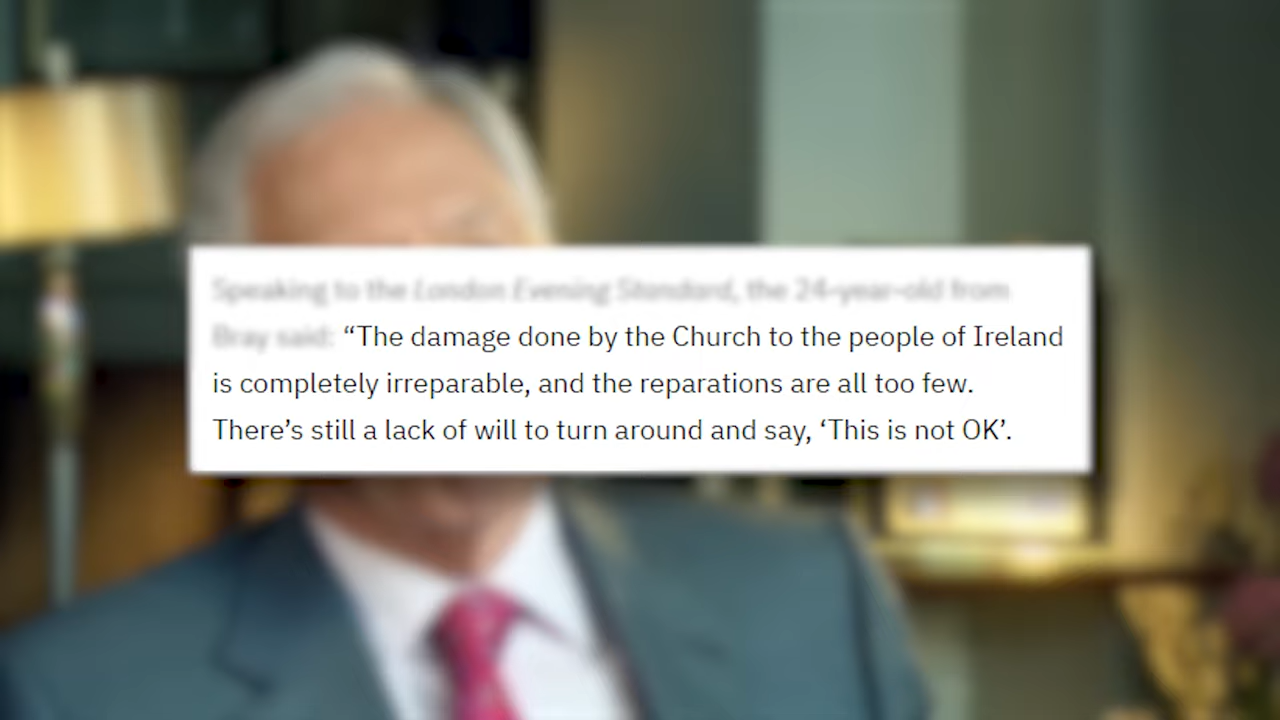 Speaking to the London Evening Standard, the 24-year-old from
Bray said: “The damage done by the Church to the people of Ireland
is completely irreparable, and the reparations are all too few.
There’s still a lack of will to turn around and say, ‘This is not OK’.